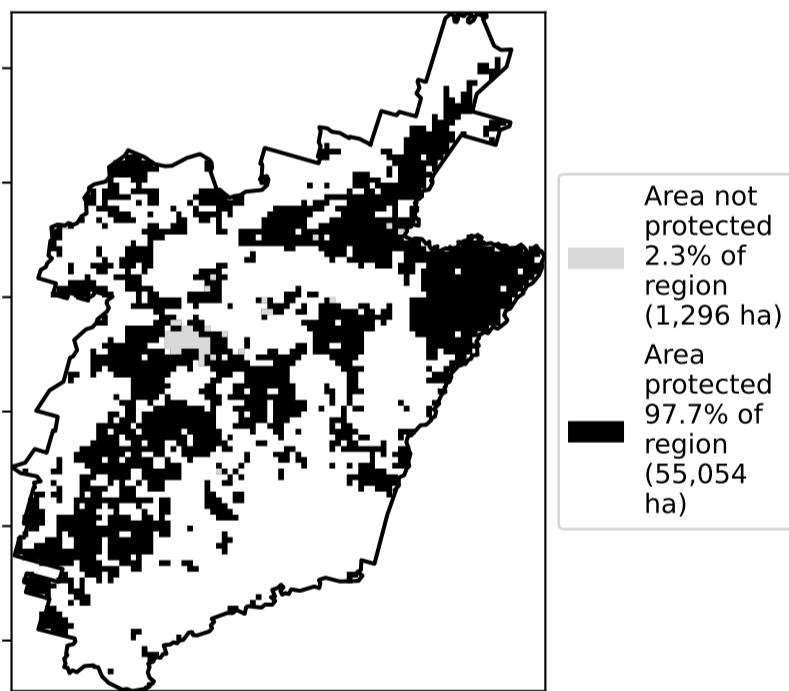 Area not
protected
2.3% of
region
(1,296 ha)
Area
protected
97.7% of
region
(55,054
ha)